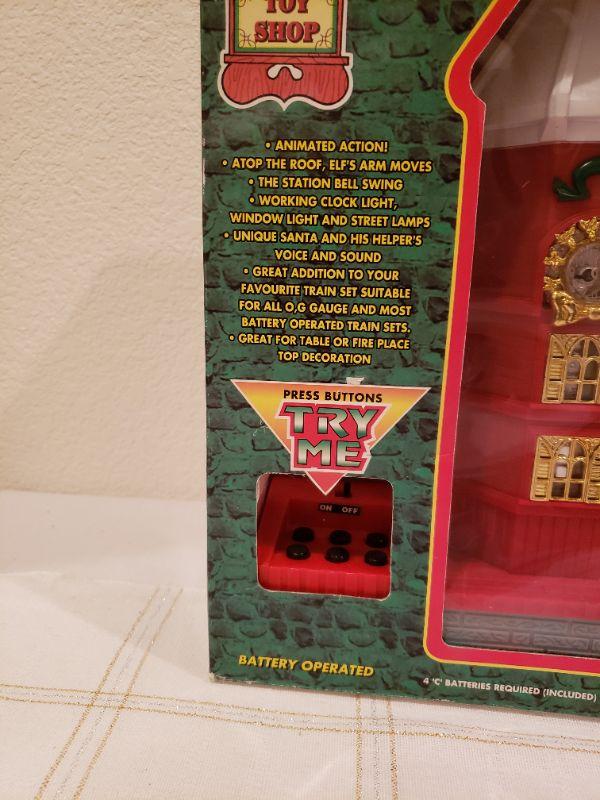 TOY
SHOP
• ANIMATED ACTION!
• ATOP THE ROOF, ELF'S ARM MOVES
• THE STATION BELL SWING
• WORKING CLOCK LIGHT,
WINDOW LIGHT AND STREET LAMPS
• UNIQUE SANTA AND HIS HELPER'S
VOICE AND SOUND
• GREAT ADDITION TO YOUR
FAVOURITE TRAIN SET SUITABLE
FOR ALL O,G GAUGE AND MOST
BATTERY OPERATED TRAIN SETS.
• GREAT FOR TABLE OR FIRE PLACE
TOP DECORATION
PRESS BUTTONS
TRY
ME
ON OFF
BATTERY OPERATED
4 'C' BATTERIES REQUIRED (INCLUDED)